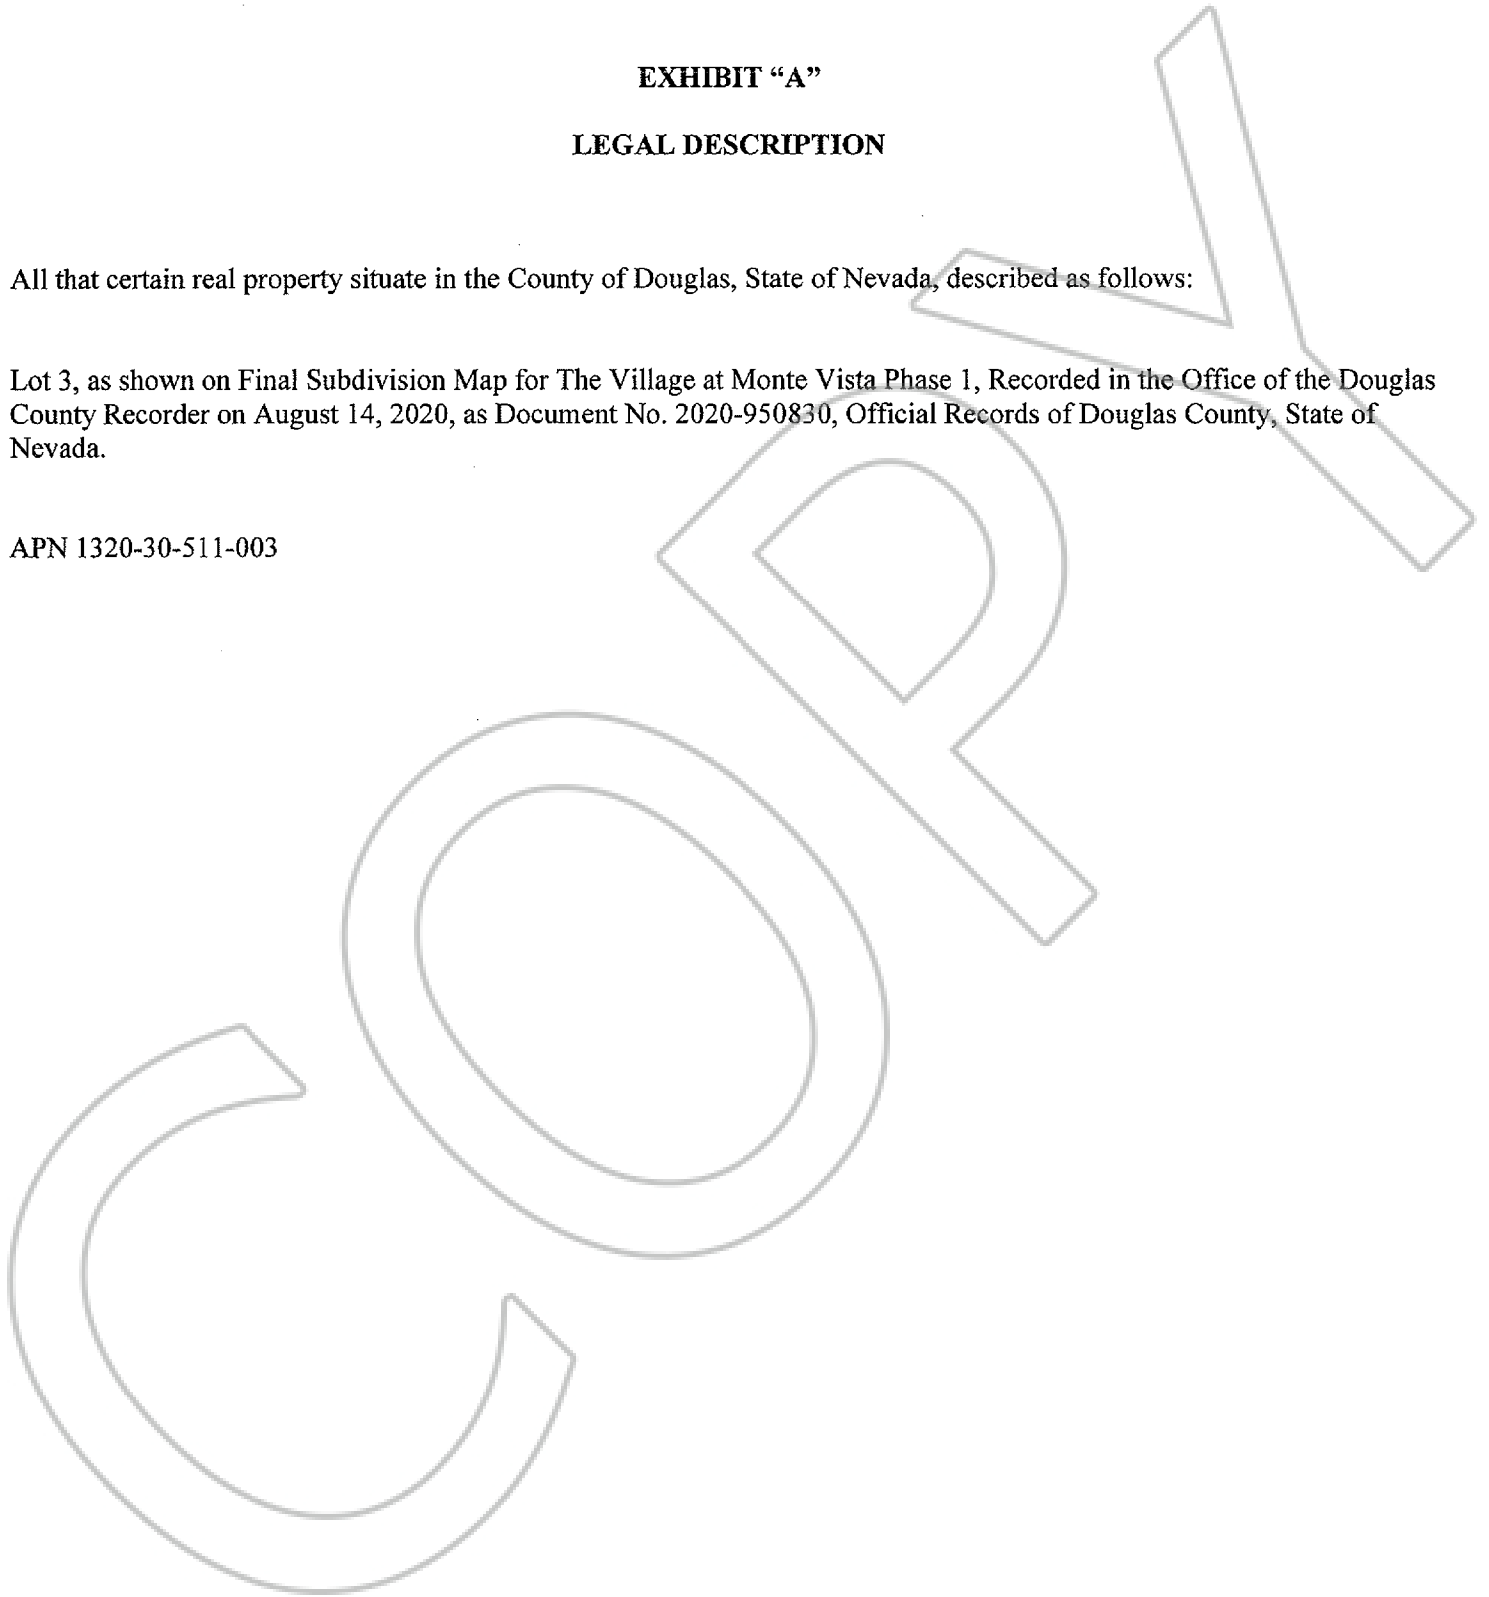 EXHIBIT “A”
LEGAL DESCRIPTION
All that certain real property situate in the County of Douglas, State of Nevada, described as follows:
Lot 3, as shown on Final Subdivision Map for The Village at Monte Vista Phase 1, Recorded in the Office of the Douglas
County Recorder on August 14, 2020, as Document No. 2020-950830, Official Records of Douglas County, State of
Nevada.
APN 1320-30-511-003
COPY